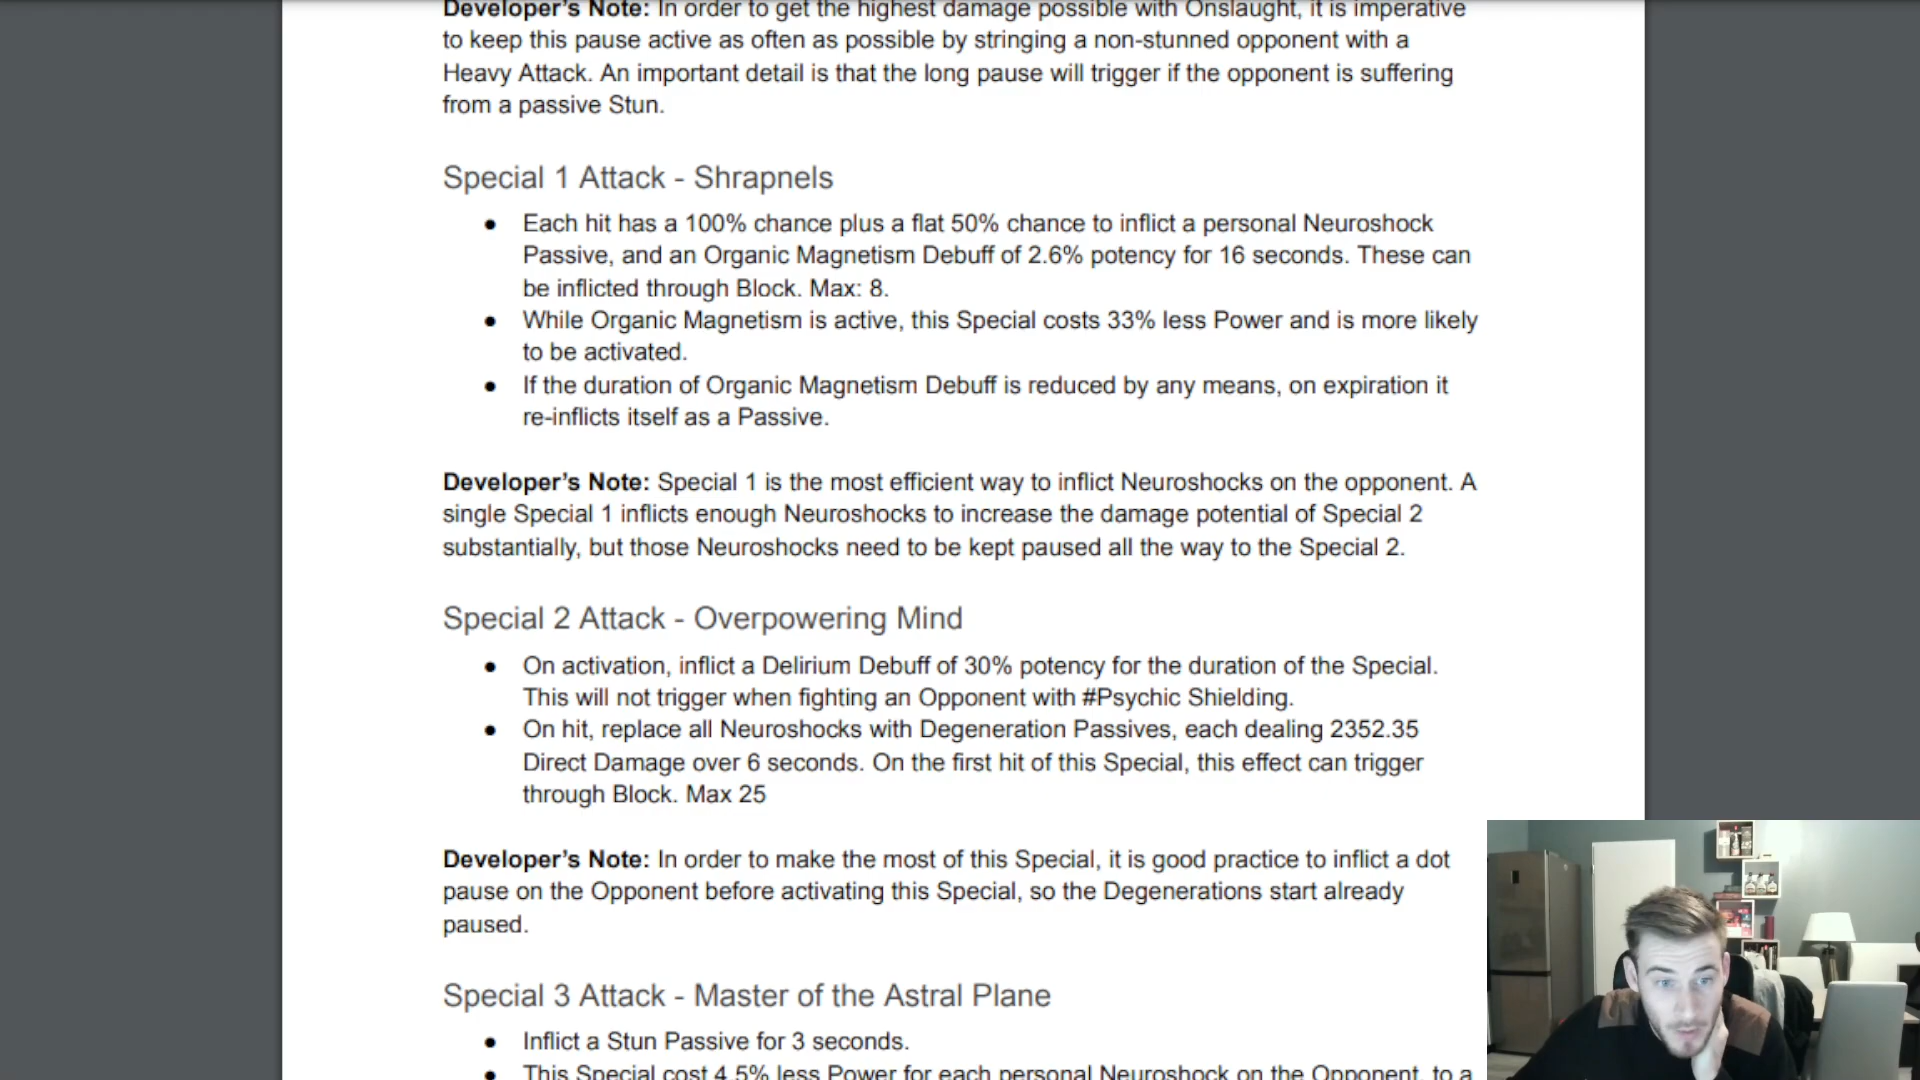 Developer's Note: In order to get the highest damage possible with Onslaught, it is imperative
to keep this pause active as often as possible by stringing a non-stunned opponent with a
Heavy Attack. An important detail is that the long pause will trigger if the opponent is suffering
from a passive Stun.
Special 1 Attack - Shrapnels
● Each hit has a 100% chance plus a flat 50% chance to inflict a personal Neuroshock
Passive, and an Organic Magnetism Debuff of 2.6% potency for 16 seconds. These can
be inflicted through Block. Max: 8.
● While Organic Magnetism is active, this Special costs 33% less Power and is more likely
to be activated.
● If the duration of Organic Magnetism Debuff is reduced by any means, on expiration it
re-inflicts itself as a Passive.
Developer's Note: Special 1 is the most efficient way to inflict Neuroshocks on the opponent. A
single Special 1 inflicts enough Neuroshocks to increase the damage potential of Special 2
substantially, but those Neuroshocks need to be kept paused all the way to the Special 2.
Special 2 Attack - Overpowering Mind
● On activation, inflict a Delirium Debuff of 30% potency for the duration of the Special.
This will not trigger when fighting an Opponent with #Psychic Shielding.
● On hit, replace all Neuroshocks with Degeneration Passives, each dealing 2352.35
Direct Damage over 6 seconds. On the first hit of this Special, this effect can trigger
through Block. Max 25
Developer's Note: In order to make the most of this Special, it is good practice to inflict a dot
pause on the Opponent before activating this Special, so the Degenerations start already
paused.
Special 3 Attack - Master of the Astral Plane
● Inflict a Stun Passive for 3 seconds.
● This Special cost 4.5% less Power for each personal Neuroshock on the Opponent, to a